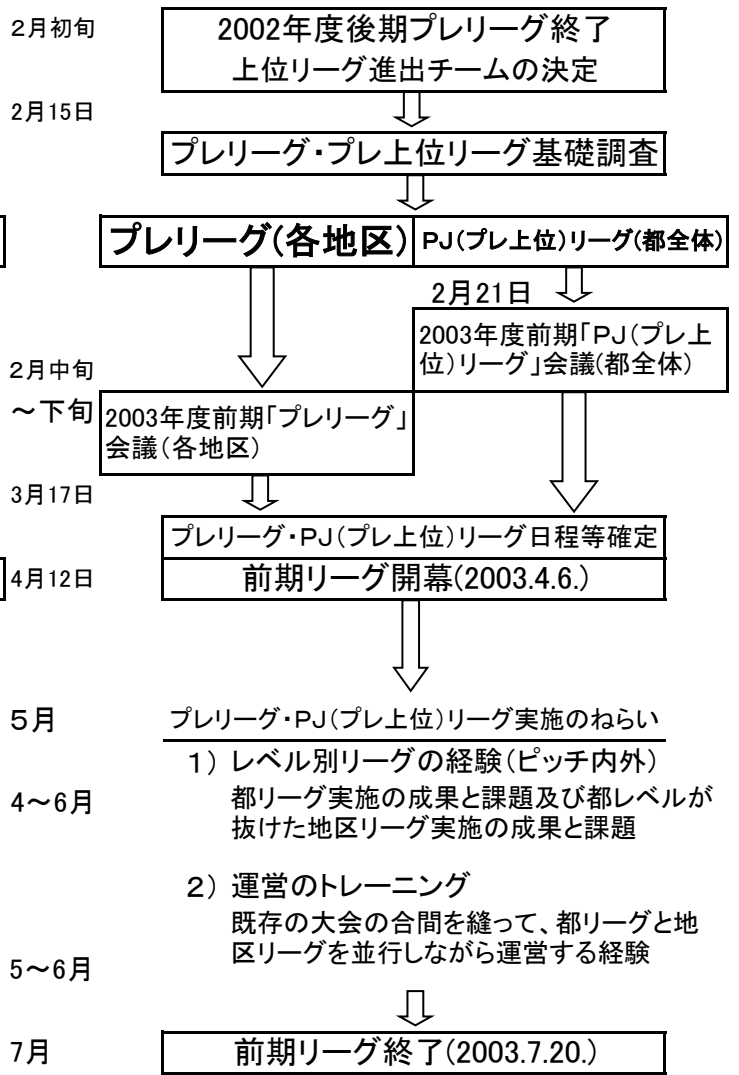 2月初旬
2002年度後期プレリーグ終了
上位リーグ進出チームの決定
2月15日
プレリーグ・プレ上位リーグ基礎調査
プレリーグ(各地区)
PJ(プレ上位)リーグ(都全体)
2月21日
2003年度前期「PJ(プレ上
位)リーグ」会議(都全体)
2月中旬
～下旬
2003年度前期「プレリーグ」
会議(各地区)
3月17日
プレリーグ・PJ(プレ上位)リーグ日程等確定
4月12日
前期リーグ開幕(2003.4.6.)
5月
プレリーグ・PJ(プレ上位)リーグ実施のねらい
1) レベル別リーグの経験(ピッチ内外)
4～6月
都リーグ実施の成果と課題及び都レベルが
抜けた地区リーグ実施の成果と課題
2) 運営のトレーニング
既存の大会の合間を縫って、都リーグと地
区リーグを並行しながら運営する経験
5～6月
7月
前期リーグ終了(2003.7.20.)